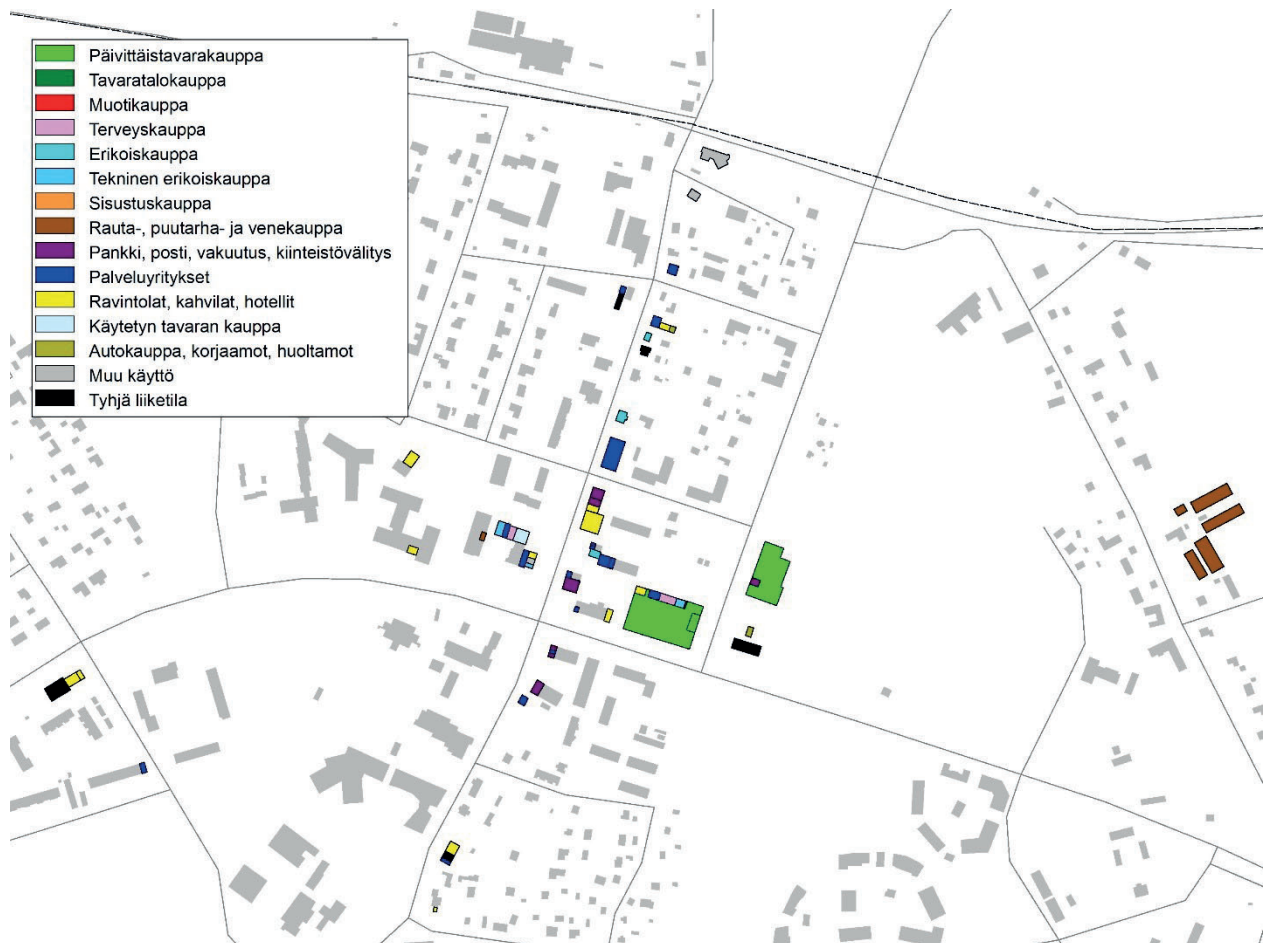 Päivittäistavarakauppa
Tavaratalokauppa
Muotikauppa
Terveyskauppa
Erikoiskauppa
Tekninen erikoiskauppa
Sisustuskauppa
Rauta-, puutarha- ja venekauppa
Pankki, posti, vakuutus, kiinteistövälitys
Palveluyritykset
Ravintolat, kahvilat, hotellit
Käytetyn tavaran kauppa
Autokauppa, korjaamot, huoltamot
Muu käyttö
Tyhjä liiketila